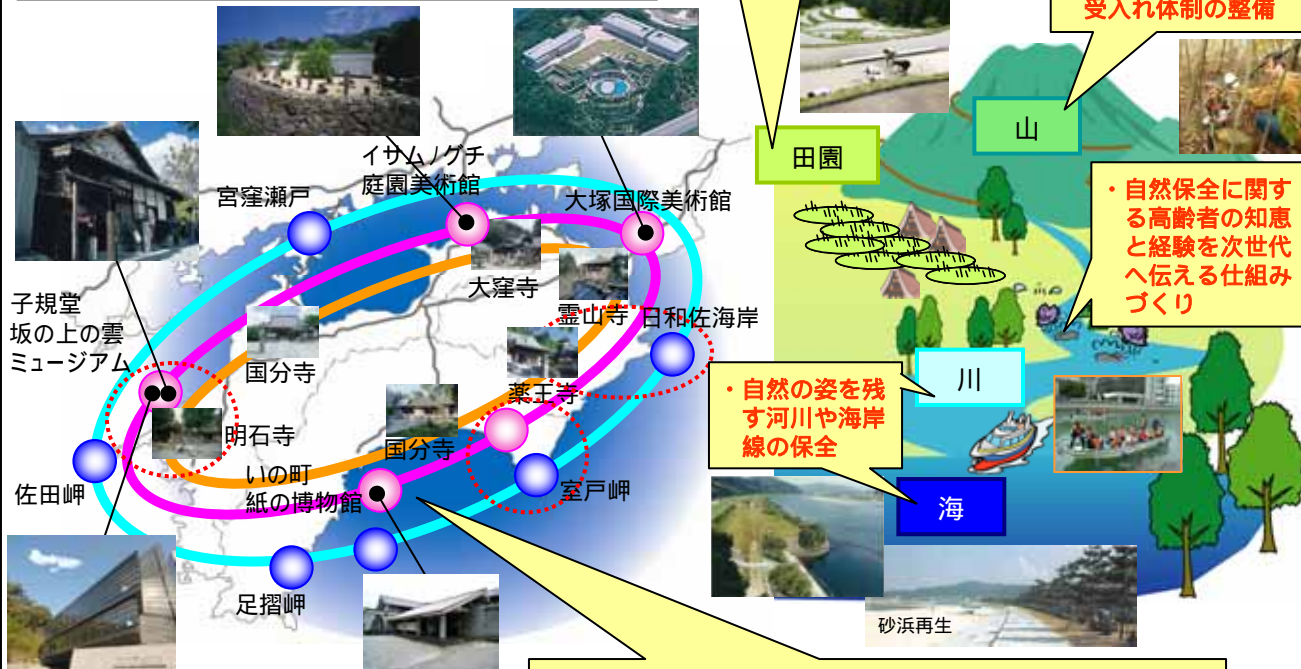 受入れ体制の整備
山
田園
イサムノグチ
庭園美術館
大塚国際美術館
宮窪瀬戸
・自然保全に関す
る高齢者の知恵
と経験を次世代
へ伝える仕組み
づくり
大窪寺
子規堂
坂の上の雲
ミュージアム
霊山寺
日和佐海岸
国分寺
薬王寺
川
・自然の姿を残
す河川や海岸
線の保全
明石寺
国分寺
いの町
紙の博物館
佐田岬
室戸岬
海
足摺岬
砂浜再生